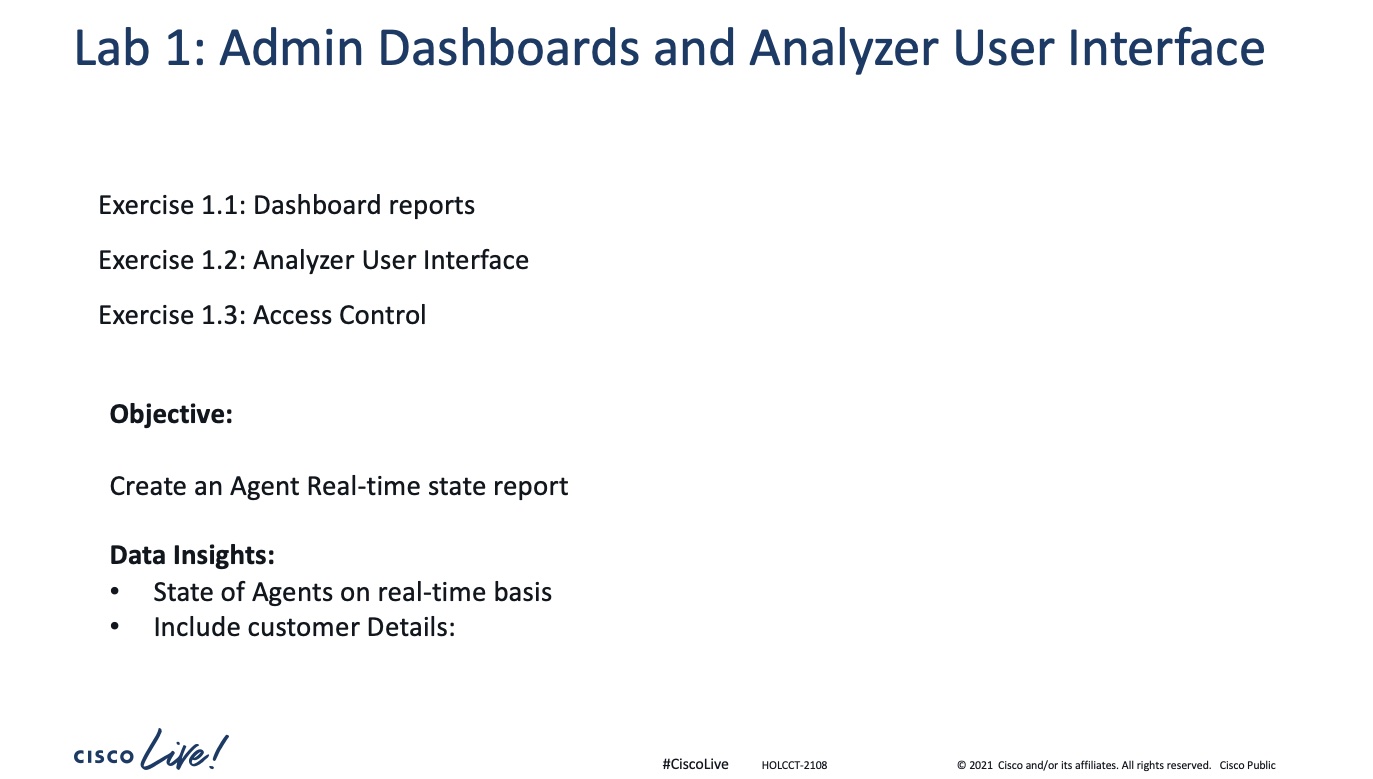 Lab 1: Admin Dashboards and Analyzer User Interface
Exercise 1.1: Dashboard reports
Exercise 1.2: Analyzer User Interface
Exercise 1.3: Access Control
Objective:
Create an Agent Real-time state report
Data Insights:
• State of Agents on real-time basis
• Include customer Details:
CISCO Live!
#CiscoLive HOLCCT-2108 © 2021 Cisco and/or its affiliates. All rights reserved. Cisco Public